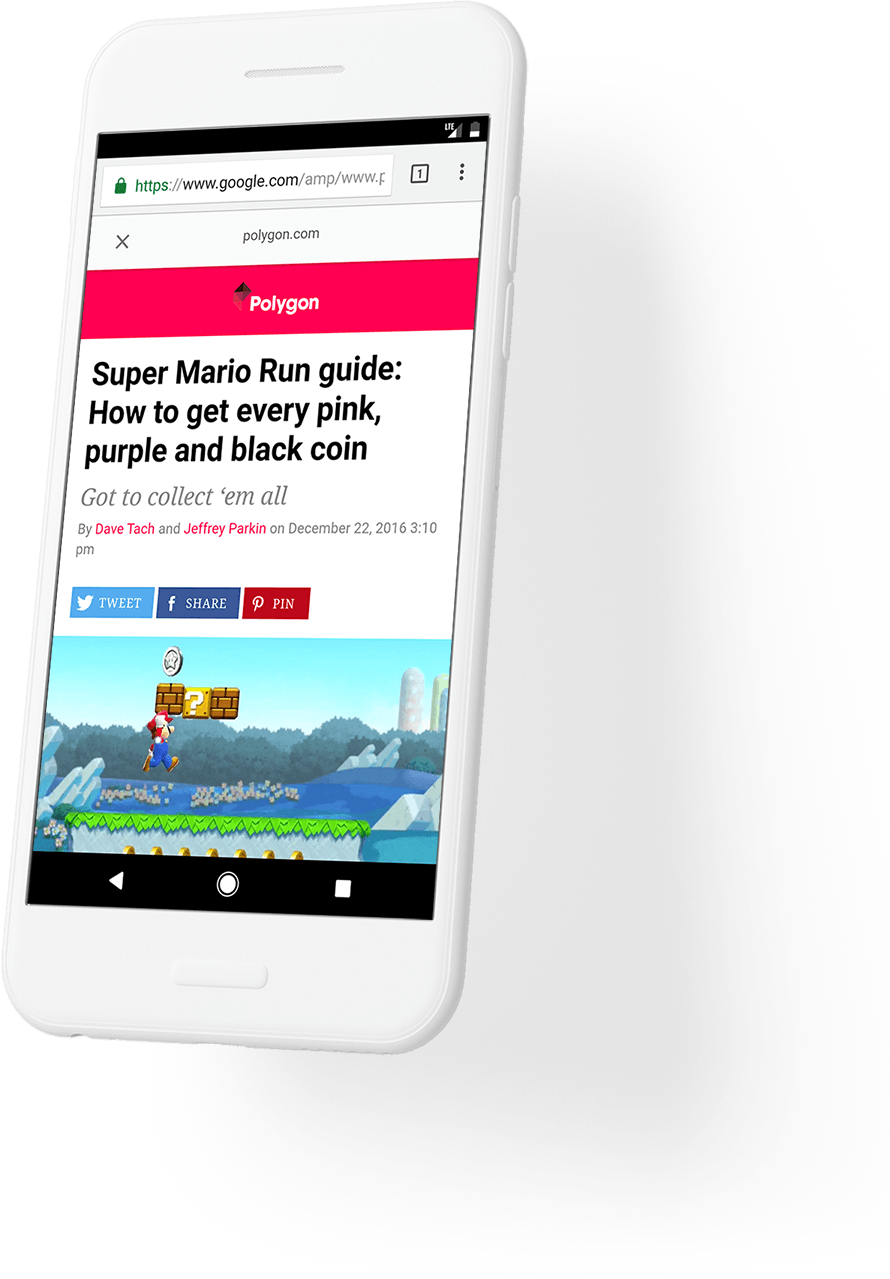 LTE
https://www.google.com/amp/www.p
1
polygon.com
Polygon
Super Mario Run guide:
How to get every pink,
purple and black coin
Got to collect ‘em all
By Dave Tach and Jeffrey Parkin on December 22, 2016 3:10
pm
TWEET
SHARE
PIN
?